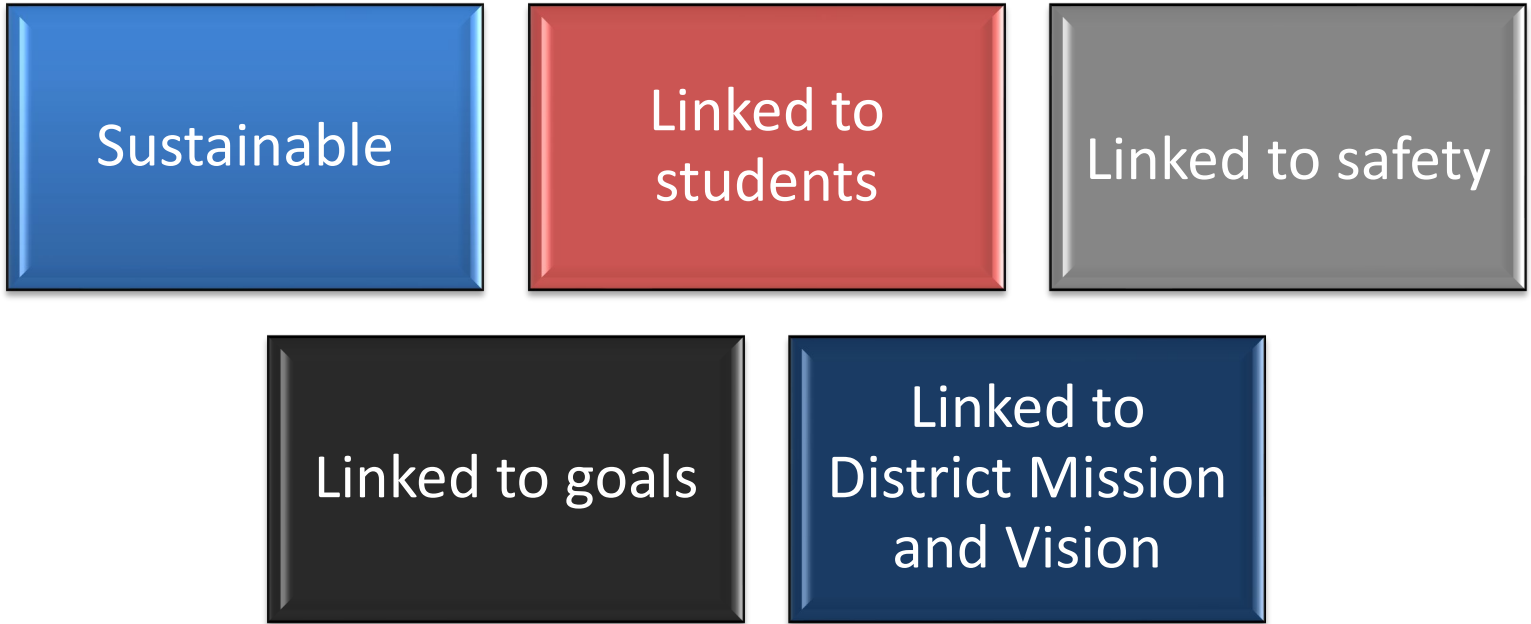 Sustainable
Linked to
students
Linked to safety
Linked to goals
Linked to
District Mission
and Vision